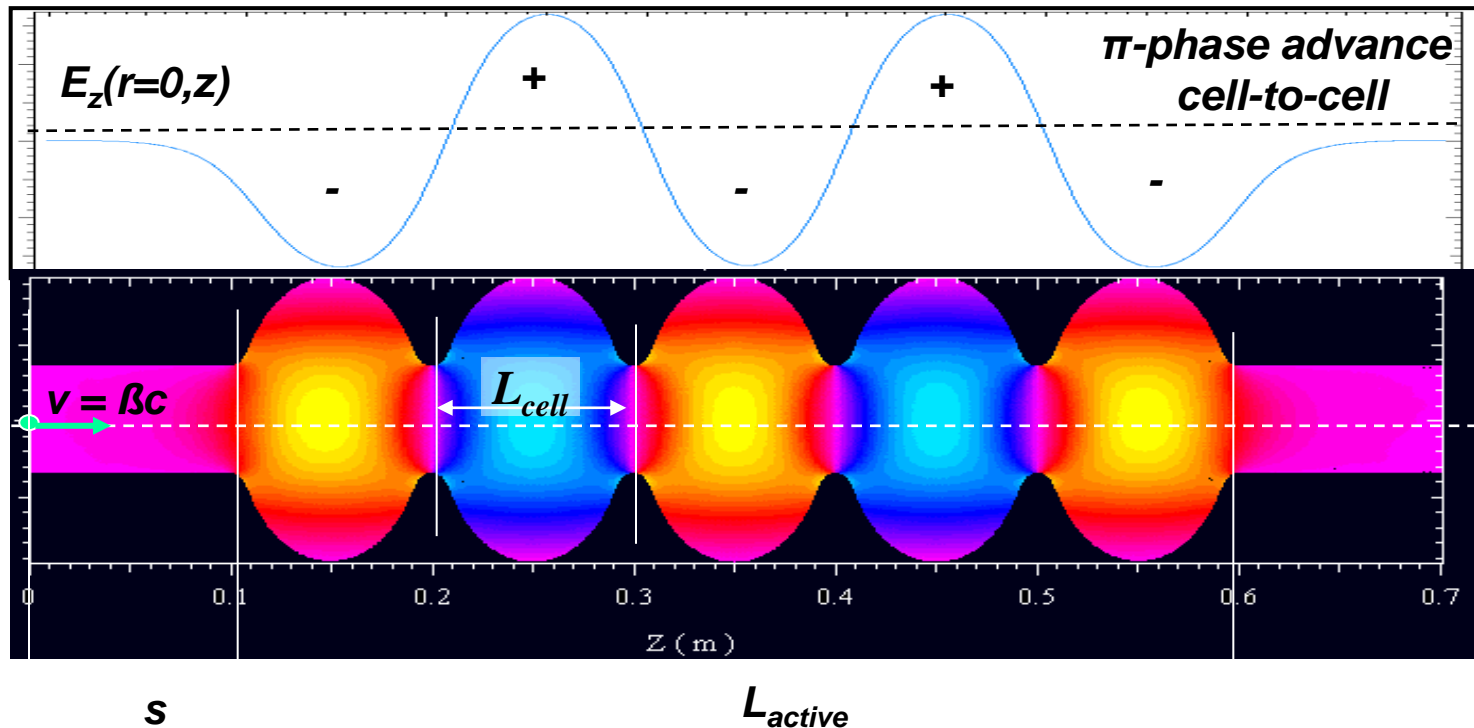 E_z(r=0,z)
π-phase advance
cell-to-cell
+
+
-
-
-
v = ßc
L_cell
0
0.1
0.2
0.3
0.4
0.5
0.6
0.7
Z ( m )
s
L_active